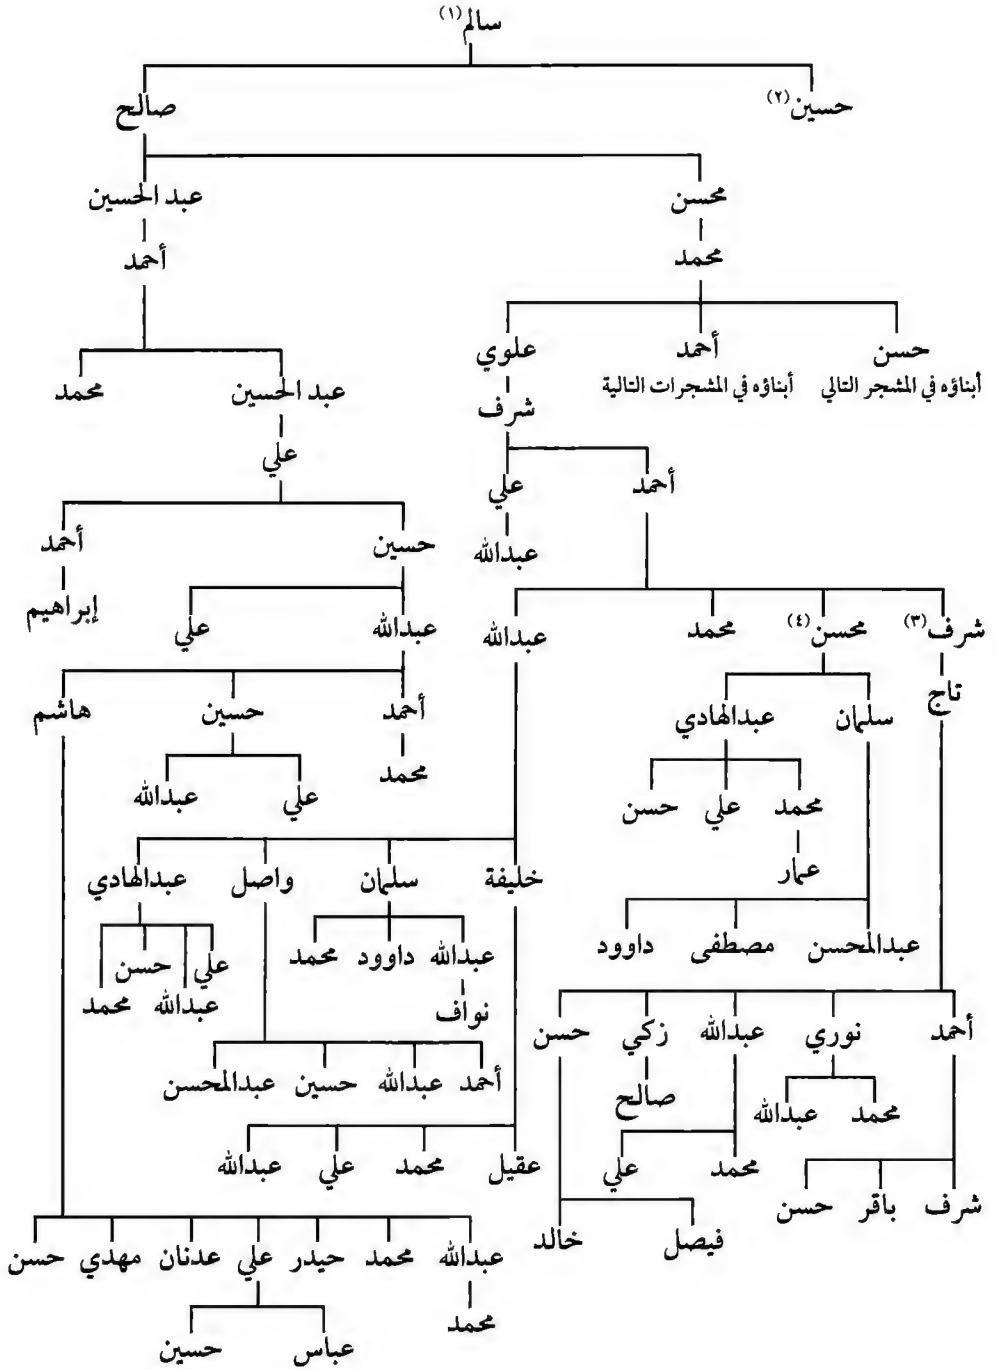 سالم(١)
حسين(٢) صالح
محسن عبد الحسين
محمد أحمد
حسن أحمد علوي
أبناؤه في المشجر التالي أبناؤه في المشجرات التالية
عبد الحسين محمد
شرف
علي
أحمد علي
حسين أحمد
عبدالله
إبراهيم
شرف(٣) محسن(٤) محمد عبدالله عبدالله علي
تاج
سلمان عبدالهادي أحمد حسين هاشم
محمد
محمد علي حسن علي عبدالله
عمار
خليفة سلمان واصل عبدالهادي
عبدالمحسن مصطفى داوود عبدالله داوود محمد علي حسن
عبدالله محمد
نواف
أحمد نوري عبدالله زكي حسن
أحمد عبدالله حسين عبدالمحسن
محمد عبدالله صالح
محمد علي عقيل محمد علي عبدالله
شرف باقر حسن
فيصل خالد
عبدالله محمد حيدر علي عدنان مهدي حسن
محمد
عباس حسين